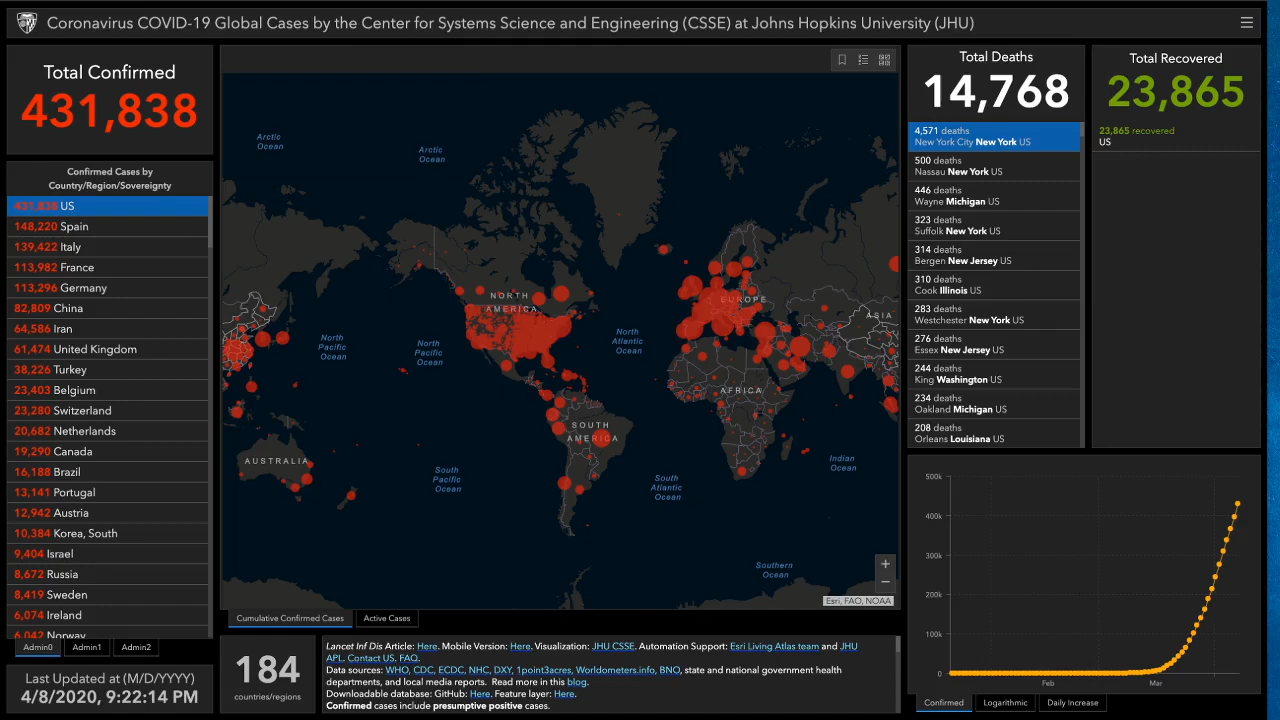 Coronavirus COVID-19 Global Cases by the Center for Systems Science and Engineering (CSSE) at Johns Hopkins University (JHU)
Total Confirmed
431,838
Confirmed Cases by
Country/Region/Sovereignty
431,838 US
148,220 Spain
139,422 Italy
113,982 France
113,296 Germany
82,809 China
64,586 Iran
61,474 United Kingdom
38,226 Turkey
23,403 Belgium
23,280 Switzerland
20,682 Netherlands
19,290 Canada
16,188 Brazil
13,141 Portugal
12,942 Austria
10,384 Korea, South
9,404 Israel
8,672 Russia
8,419 Sweden
6,074 Ireland
6,042 Norway
Admin0 Admin1 Admin2
Last Updated at (M/D/YYYY)
4/8/2020, 9:22:14 PM
Arctic
Ocean
Arctic
Ocean
NORTH
AMERICA
EUROPE
ASIA
North
Pacific
Ocean
North
Pacific
Ocean
North
Atlantic
Ocean
AFRICA
SOUTH
AMERICA
AUSTRALIA
Indian
Ocean
South
Pacific
Ocean
South
Atlantic
Ocean
Southern
Ocean
+
−
Esri, FAO, NOAA
Cumulative Confirmed Cases Active Cases
184
countries/regions
Lancet Inf Dis Article: Here. Mobile Version: Here. Visualization: JHU CSSE. Automation Support: Esri Living Atlas team and JHU
APL. Contact US. FAQ.
Data sources: WHO, CDC, ECDC, NHC, DXY, 1point3acres, Worldometers.info, BNO, state and national government health
departments, and local media reports. Read more in this blog.
Downloadable database: GitHub: Here. Feature layer: Here.
Confirmed cases include presumptive positive cases.
Total Deaths
14,768
4,571 deaths
New York City New York US
500 deaths
Nassau New York US
446 deaths
Wayne Michigan US
323 deaths
Suffolk New York US
314 deaths
Bergen New Jersey US
310 deaths
Cook Illinois US
283 deaths
Westchester New York US
276 deaths
Essex New Jersey US
244 deaths
King Washington US
234 deaths
Oakland Michigan US
208 deaths
Orleans Louisiana US
Total Recovered
23,865
23,865 recovered
US
500k
400k
300k
200k
100k
0
Feb Mar
Confirmed Logarithmic Daily Increase